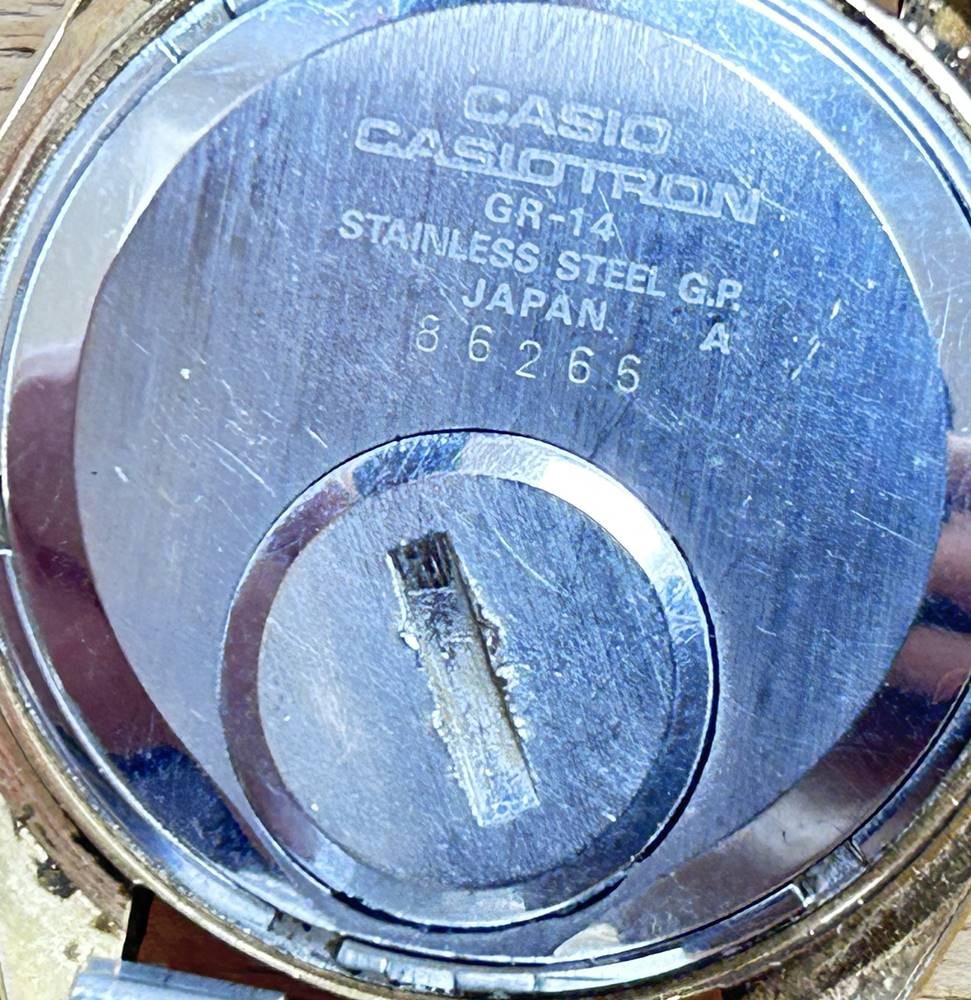 CASIO
CASIOTRON
GR-14
STAINLESS STEEL G.P.
JAPAN A
86266